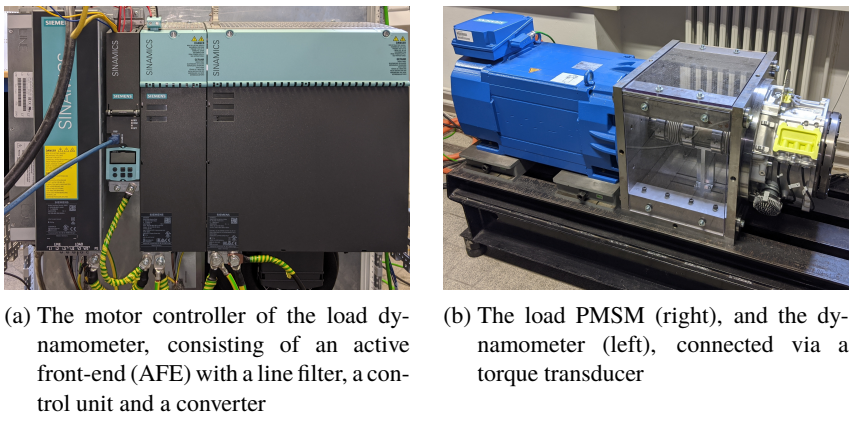 SIEMENS
SINAMICS
SINAMICS
SINAMICS
SINAMICS
SIEMENS
SIEMENS
(a) The motor controller of the load dy-
namometer, consisting of an active
front-end (AFE) with a line filter, a con-
trol unit and a converter
(b) The load PMSM (right), and the dy-
namometer (left), connected via a
torque transducer